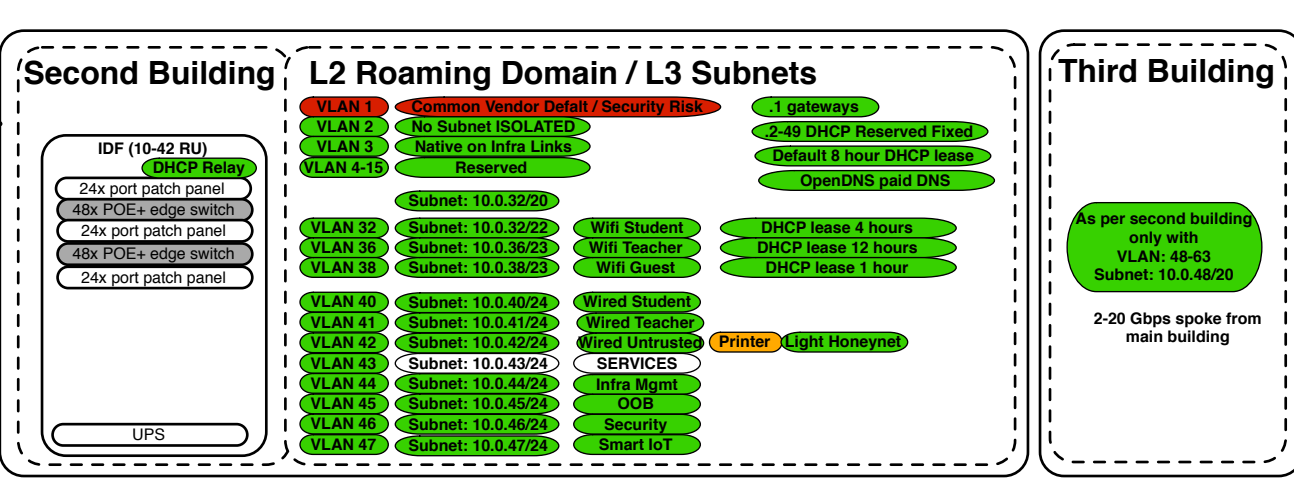 Second Building
IDF (10-42 RU)
DHCP Relay
24x port patch panel
48x POE+ edge switch
24x port patch panel
48x POE+ edge switch
24x port patch panel
UPS
L2 Roaming Domain / L3 Subnets
VLAN 1 Common Vendor Defalt / Security Risk .1 gateways
VLAN 2 No Subnet ISOLATED .2-49 DHCP Reserved Fixed
VLAN 3 Native on Infra Links Default 8 hour DHCP lease
VLAN 4-15 Reserved OpenDNS paid DNS
Subnet: 10.0.32/20
VLAN 32 Subnet: 10.0.32/22 Wifi Student DHCP lease 4 hours
VLAN 36 Subnet: 10.0.36/23 Wifi Teacher DHCP lease 12 hours
VLAN 38 Subnet: 10.0.38/23 Wifi Guest DHCP lease 1 hour
VLAN 40 Subnet: 10.0.40/24 Wired Student
VLAN 41 Subnet: 10.0.41/24 Wired Teacher
VLAN 42 Subnet: 10.0.42/24 Wired Untrusted Printer Light Honeynet
VLAN 43 Subnet: 10.0.43/24 SERVICES
VLAN 44 Subnet: 10.0.44/24 Infra Mgmt
VLAN 45 Subnet: 10.0.45/24 OOB
VLAN 46 Subnet: 10.0.46/24 Security
VLAN 47 Subnet: 10.0.47/24 Smart IoT
Third Building
As per second building
only with
VLAN: 48-63
Subnet: 10.0.48/20
2-20 Gbps spoke from
main building